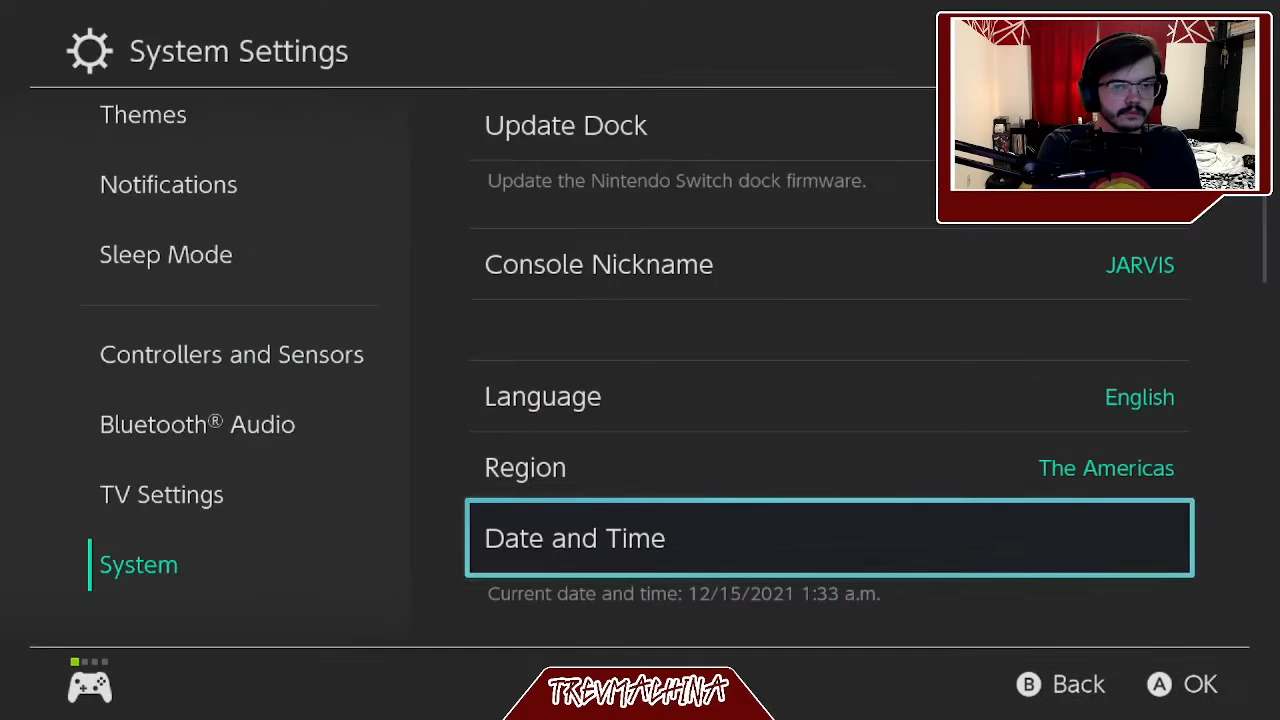 System Settings
Themes
Notifications
Sleep Mode
Controllers and Sensors
Bluetooth® Audio
TV Settings
System
Update Dock
Update the Nintendo Switch dock firmware.
Console Nickname JARVIS
Language English
Region The Americas
Date and Time
Current date and time: 12/15/2021 1:33 a.m.
TREVMACHINA
B Back A OK